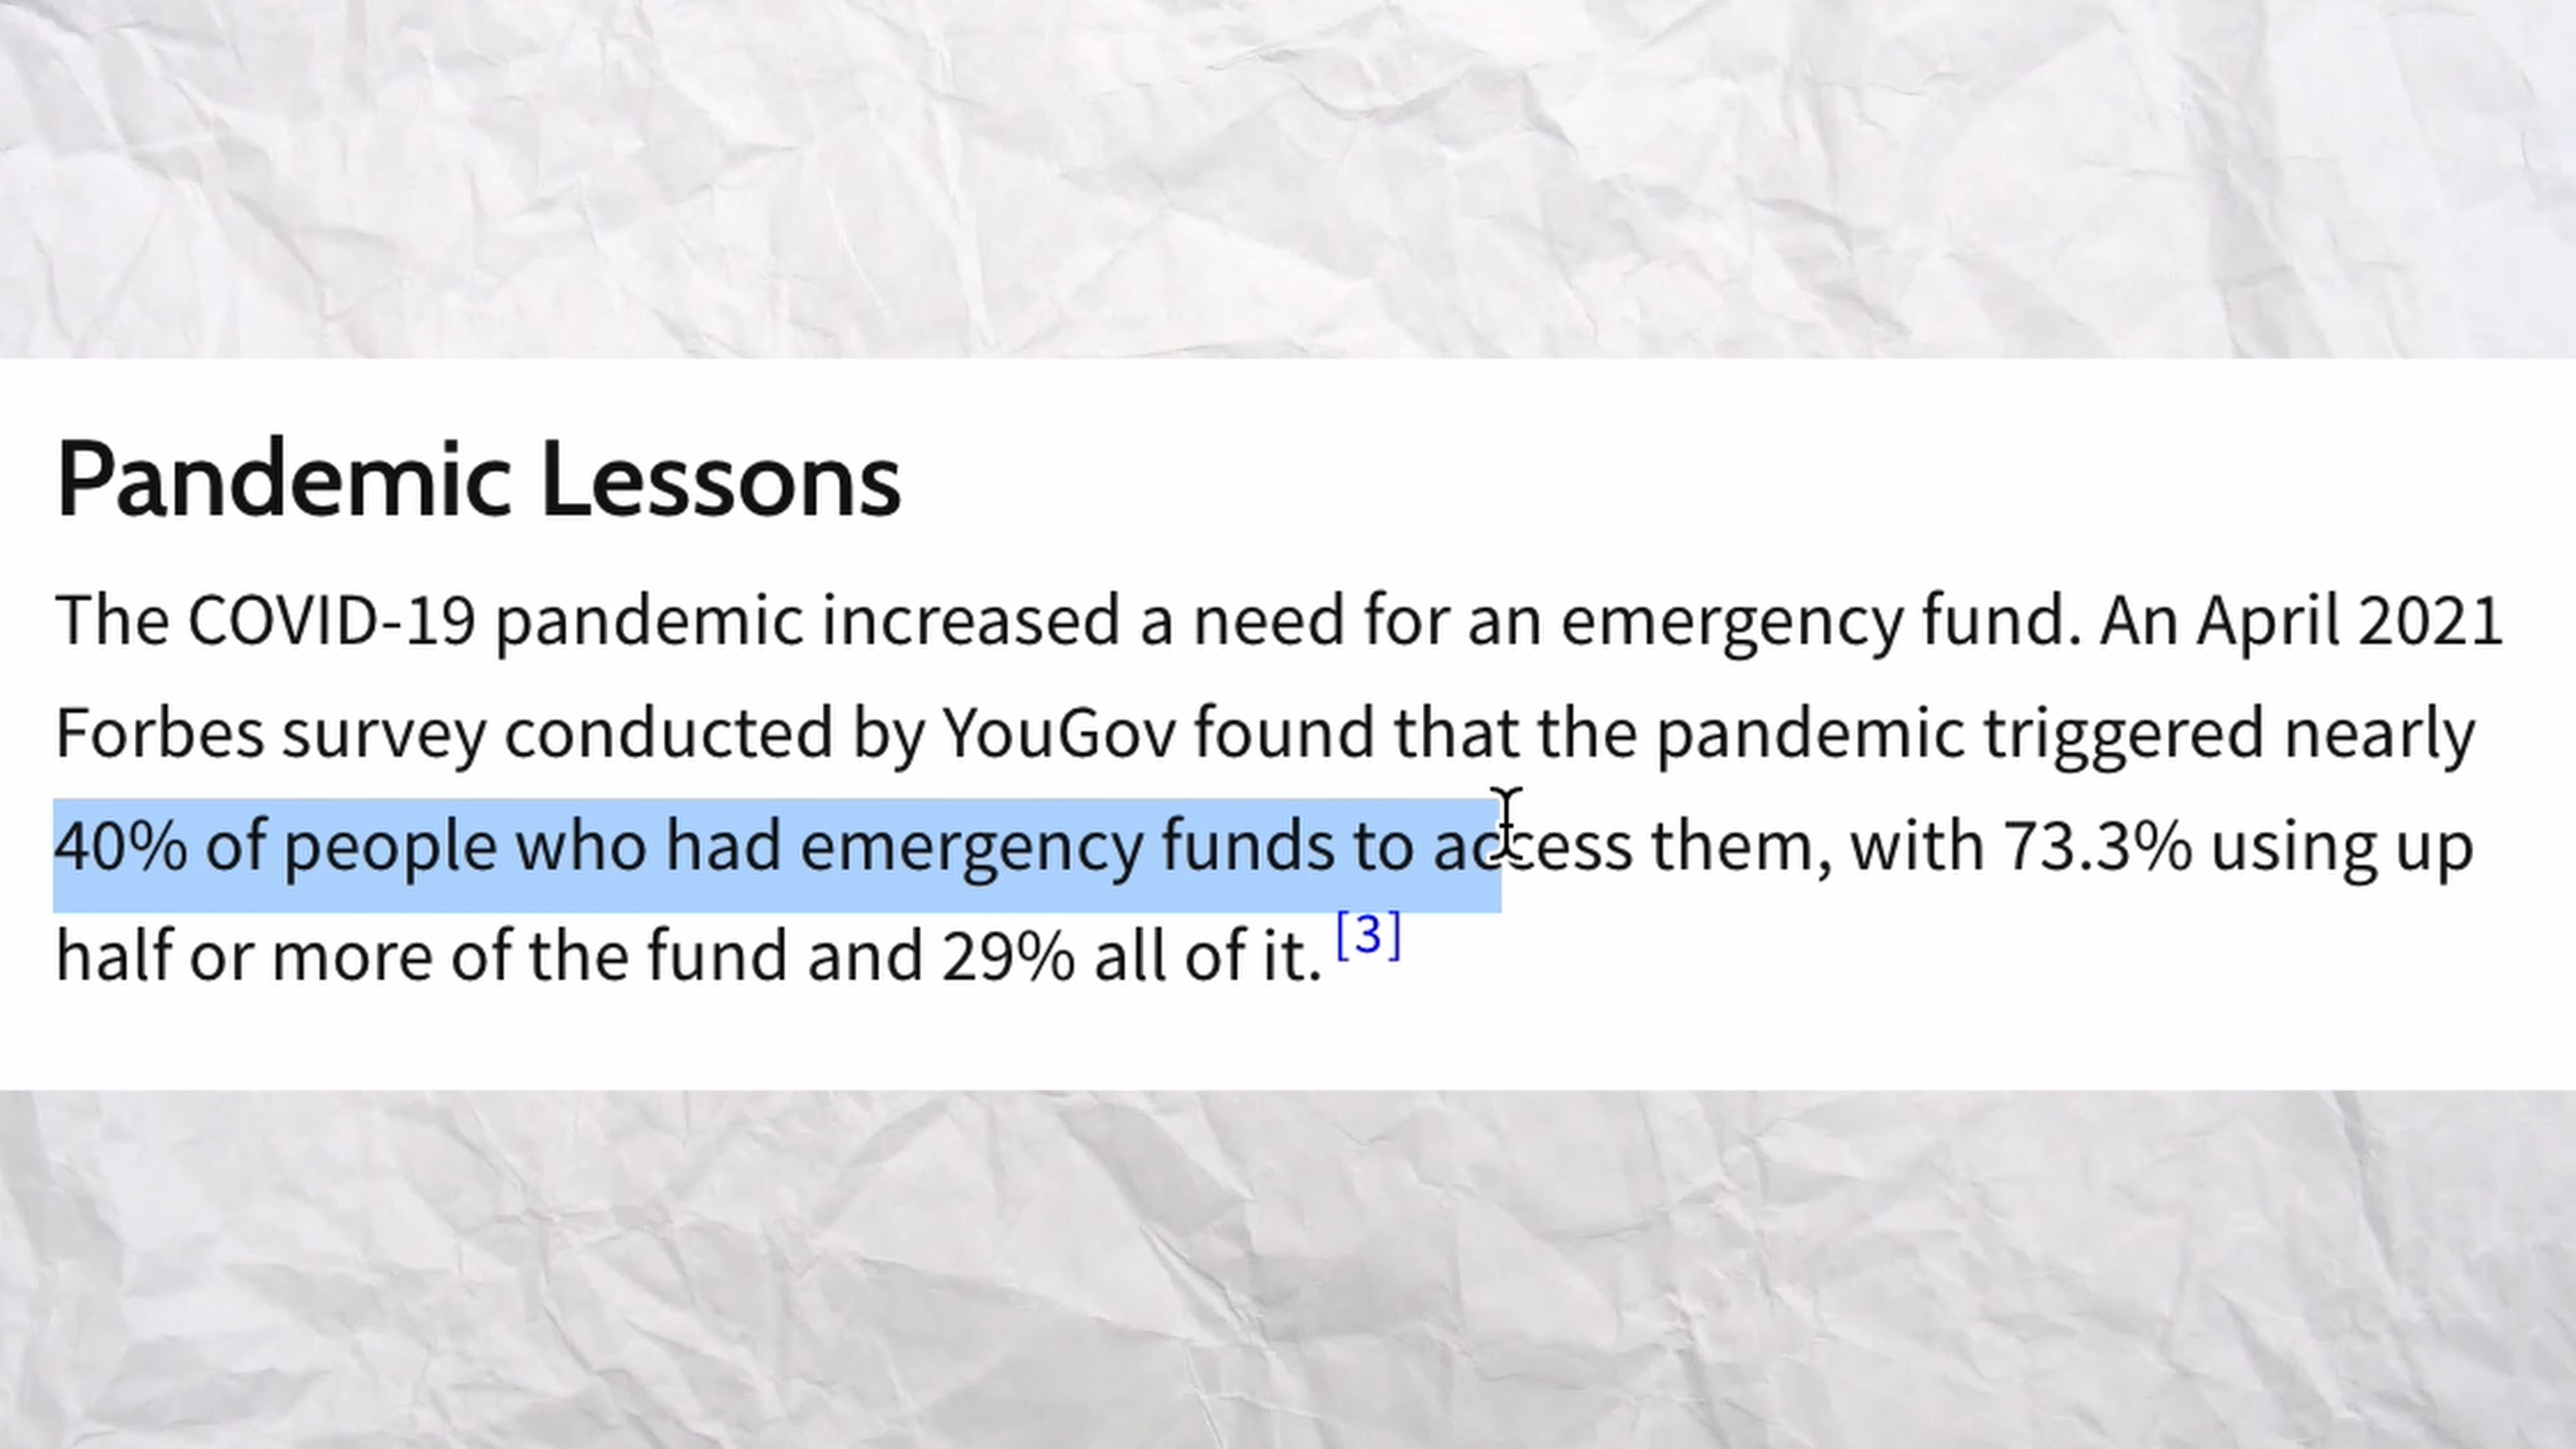 Pandemic Lessons
The COVID-19 pandemic increased a need for an emergency fund. An April 2021
Forbes survey conducted by YouGov found that the pandemic triggered nearly
40% of people who had emergency funds to access them, with 73.3% using up
half or more of the fund and 29% all of it. [3]